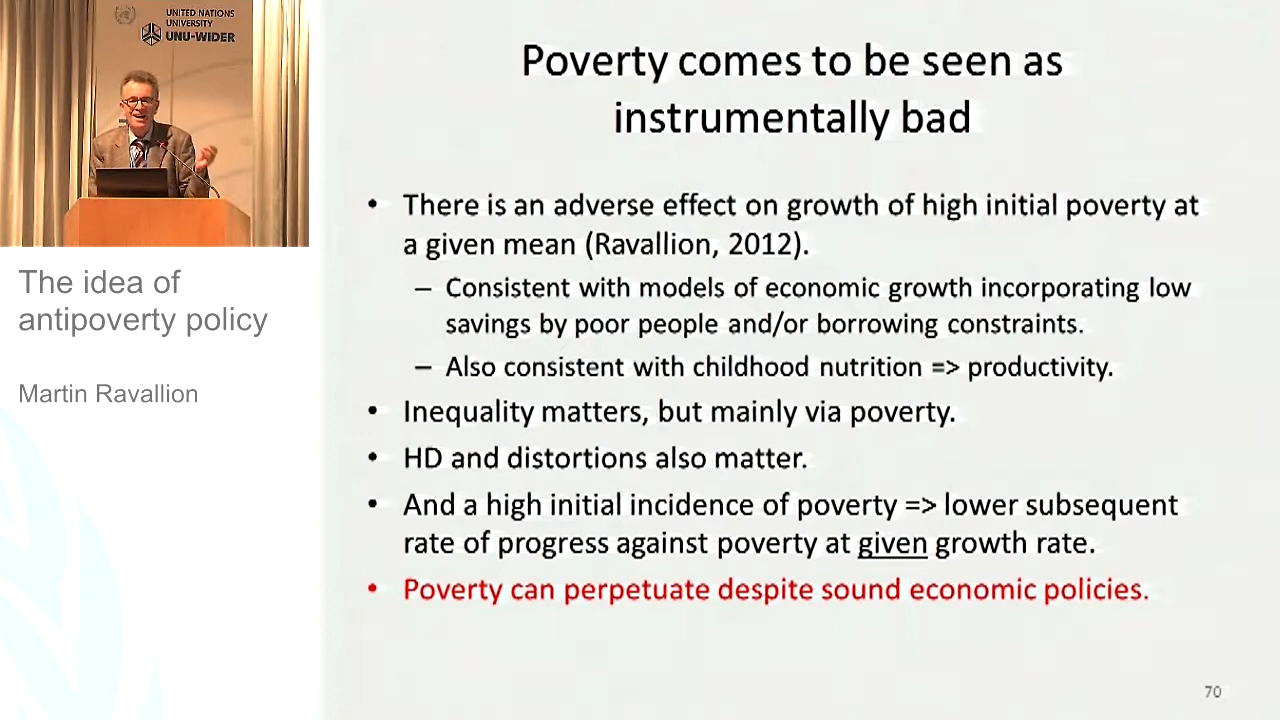 UNITED NATIONS
UNIVERSITY
UNU-WIDER
The idea of
antipoverty policy
Martin Ravallion
Poverty comes to be seen as
instrumentally bad
• There is an adverse effect on growth of high initial poverty at
a given mean (Ravallion, 2012).
– Consistent with models of economic growth incorporating low
savings by poor people and/or borrowing constraints.
– Also consistent with childhood nutrition => productivity.
• Inequality matters, but mainly via poverty.
• HD and distortions also matter.
• And a high initial incidence of poverty => lower subsequent
rate of progress against poverty at given growth rate.
• Poverty can perpetuate despite sound economic policies.
70